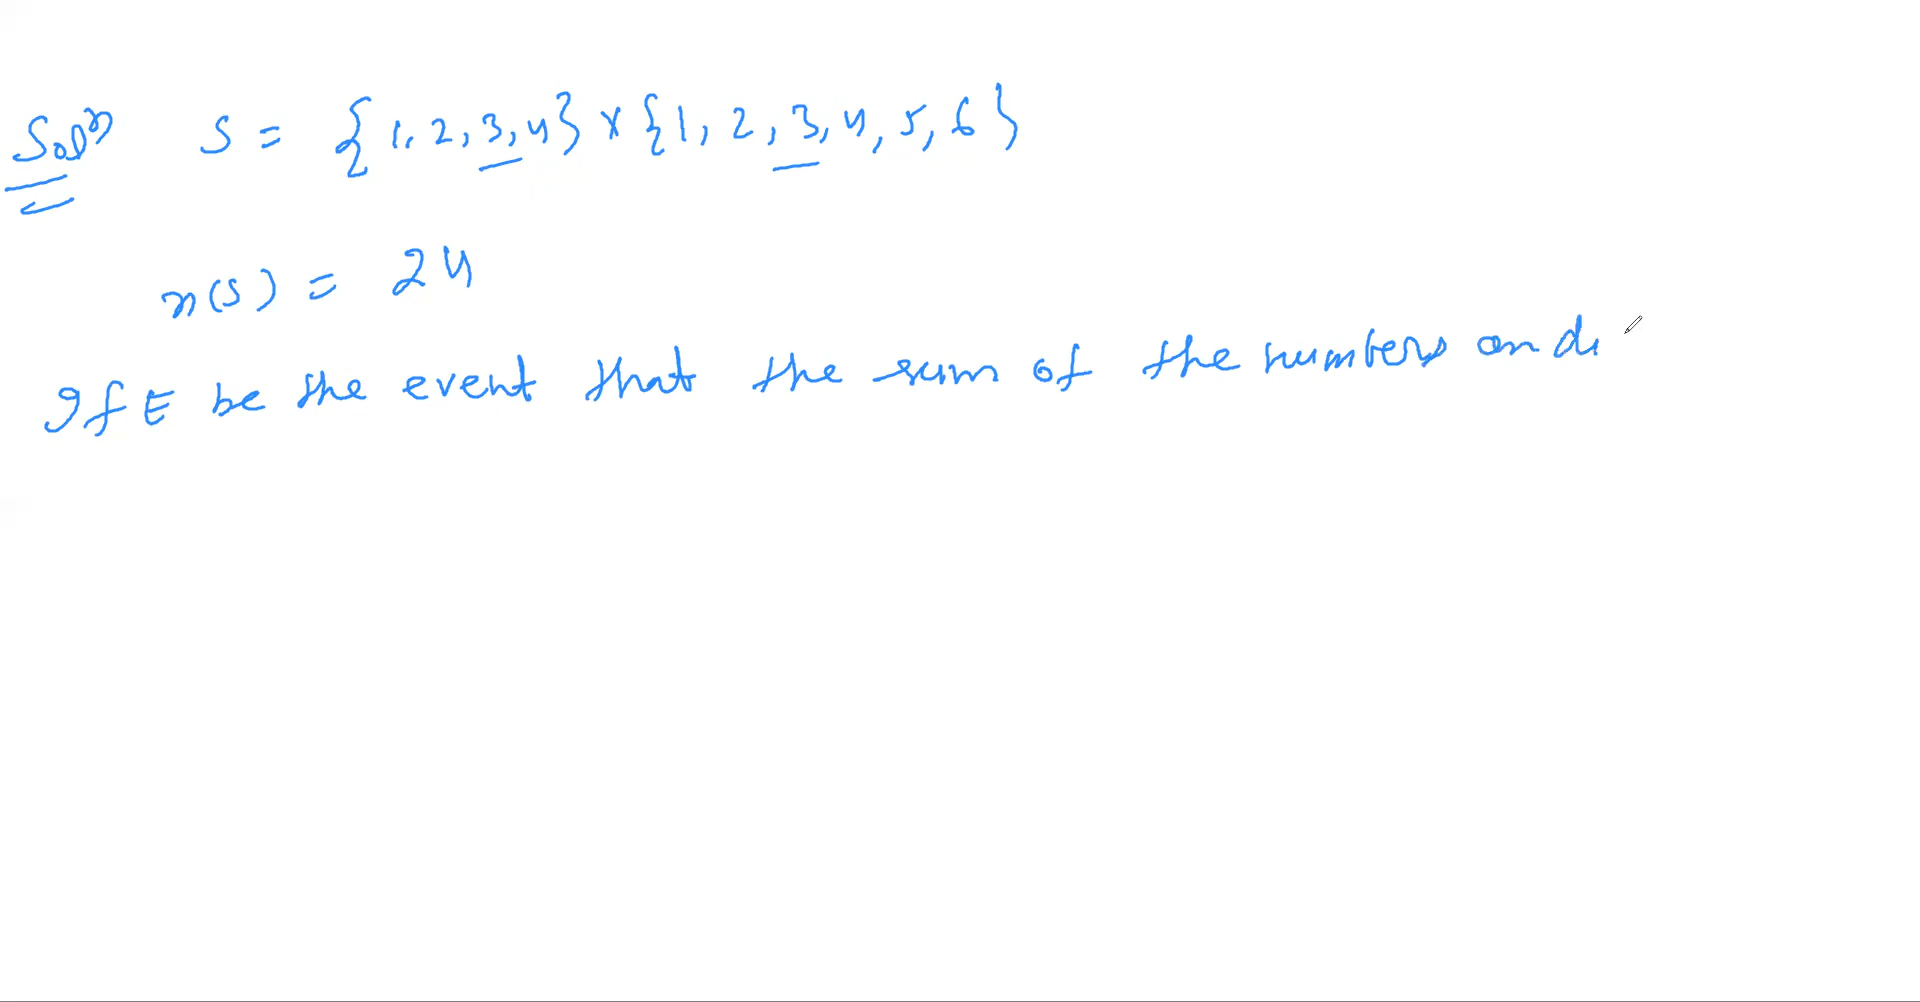 Solⁿ S = {1, 2, 3, 4} × {1, 2, 3, 4, 5, 6}
n(S) = 24
If E be the event that the sum of the numbers on di